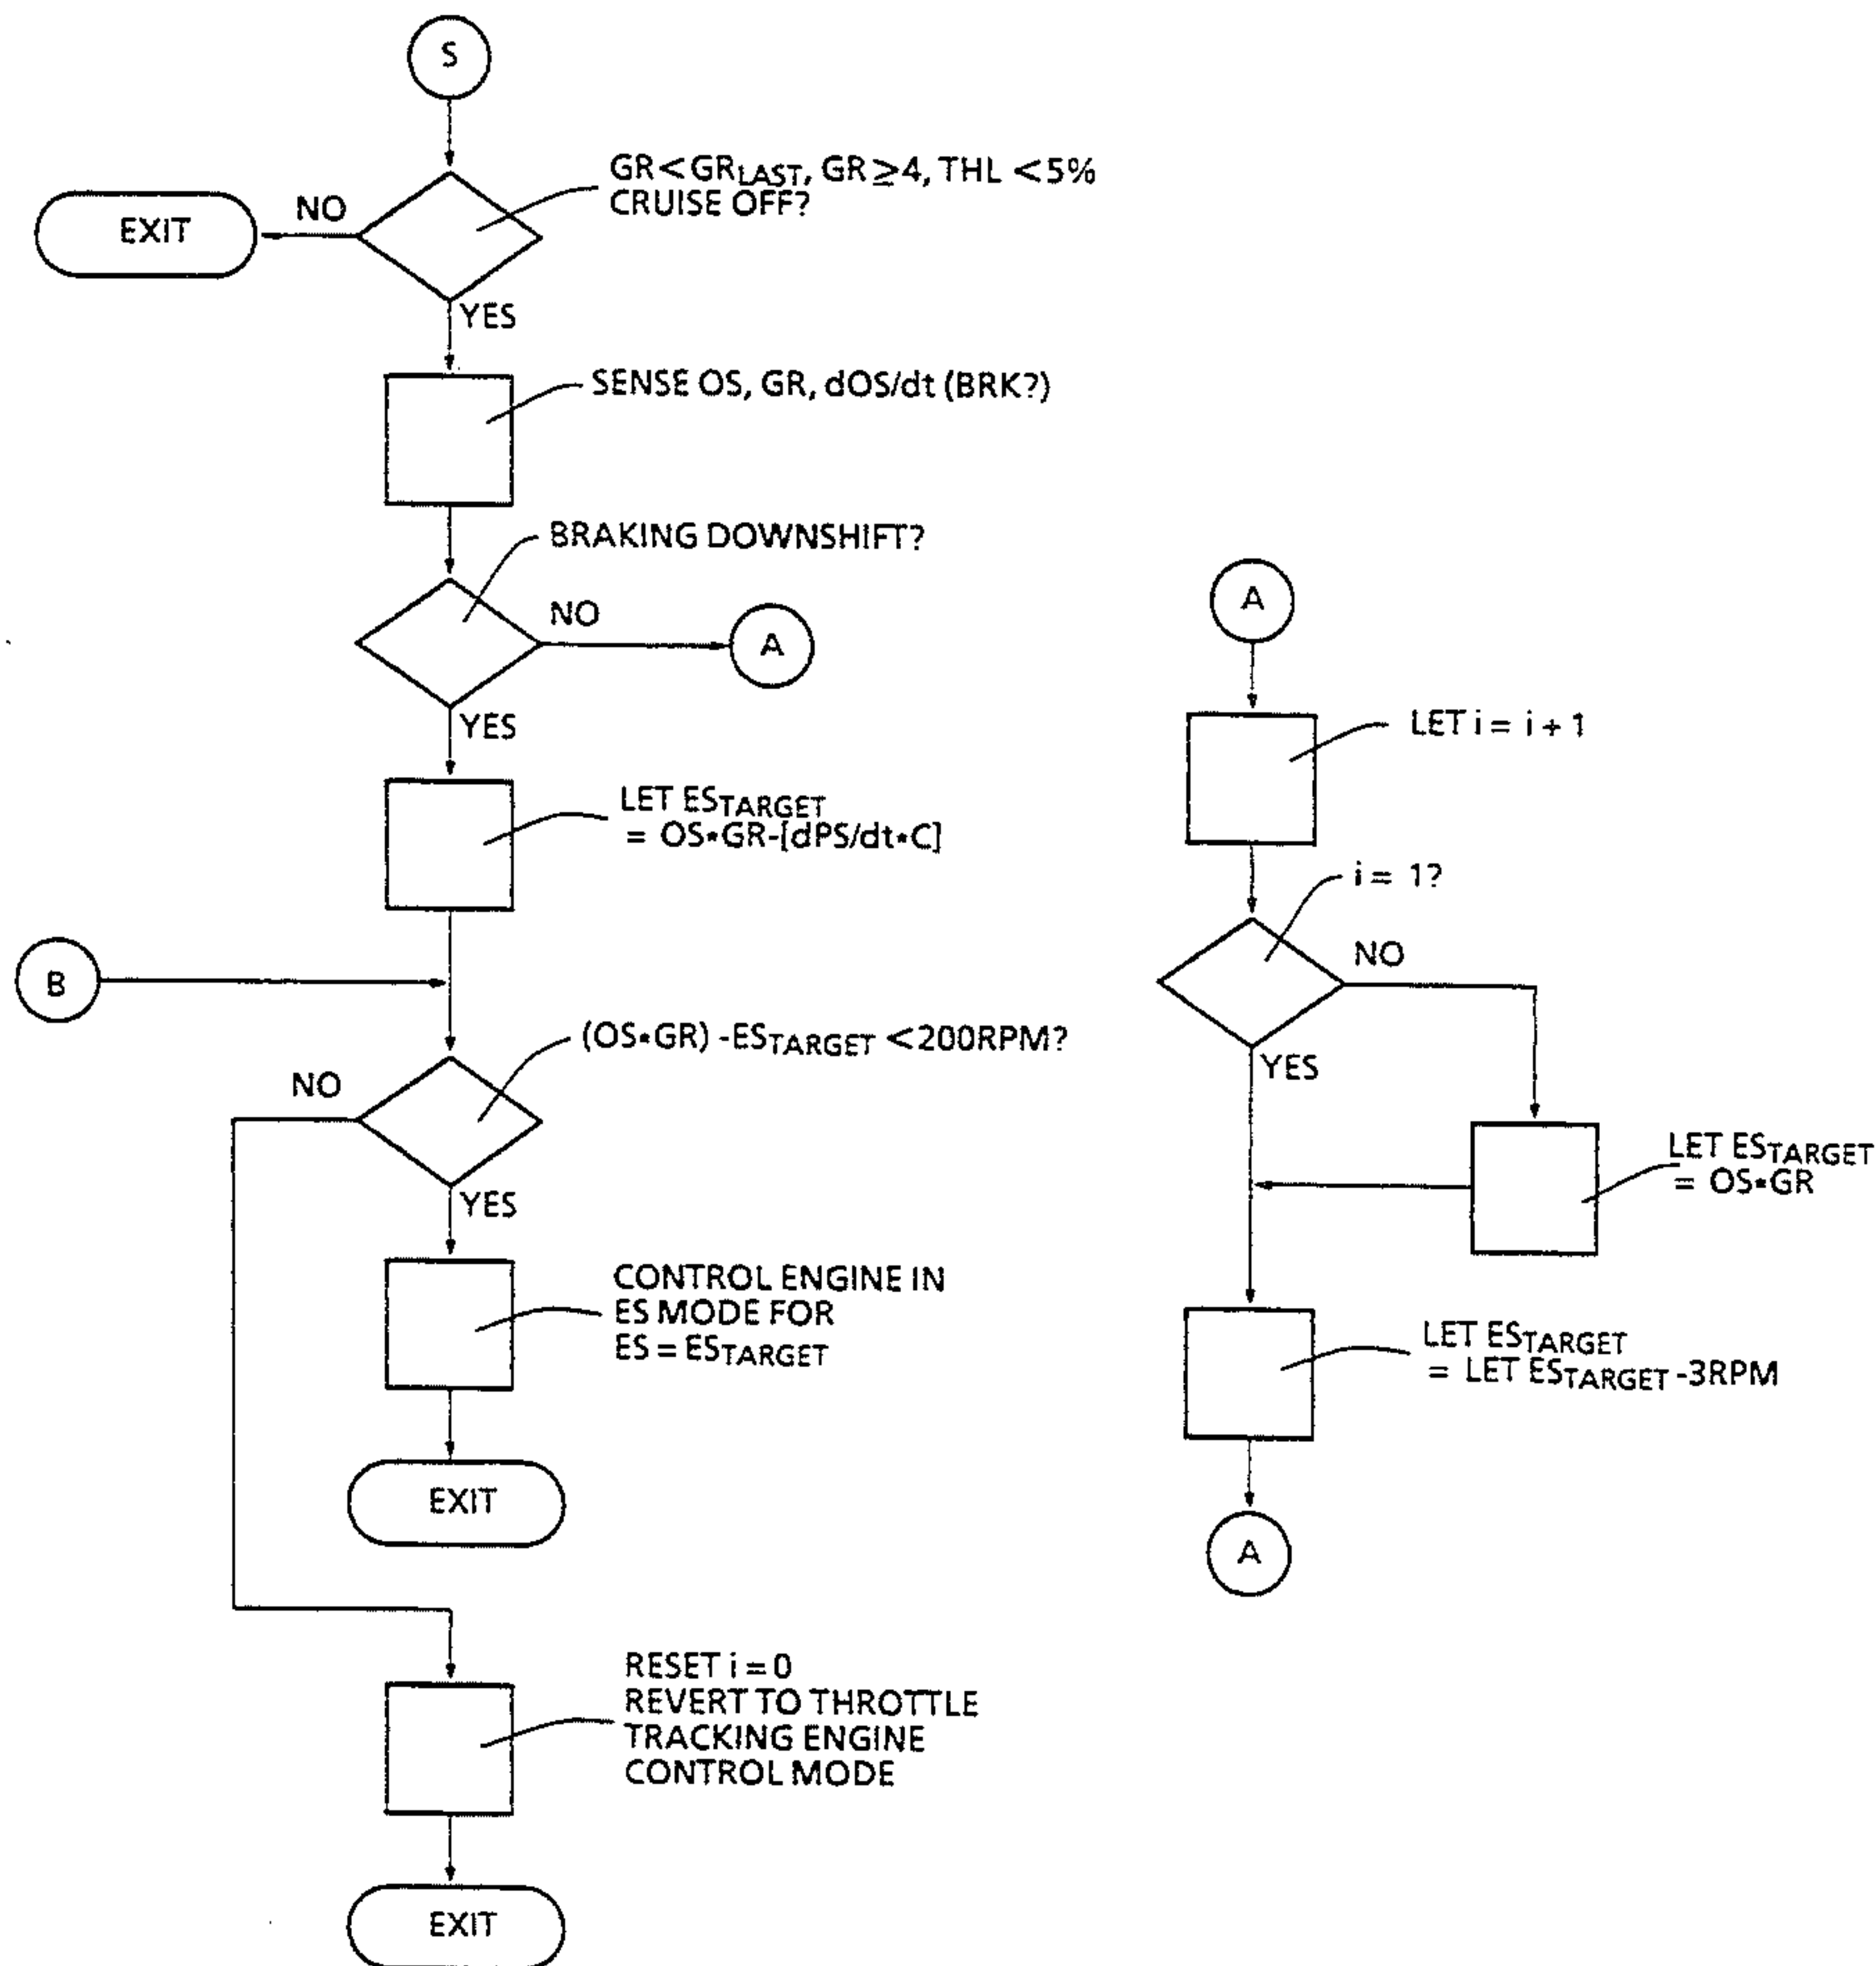 S
GR<GRLAST, GR≥4, THL <5%
CRUISE OFF?
NO
EXIT
YES
SENSE OS, GR, dOS/dt (BRK?)
BRAKING DOWNSHIFT?
NO
A
YES
LET ESTARGET
= OS*GR-[dPS/dt*C]
B
(OS*GR) -ESTARGET <200RPM?
NO
YES
CONTROL ENGINE IN
ES MODE FOR
ES = ESTARGET
EXIT
RESET i = 0
REVERT TO THROTTLE
TRACKING ENGINE
CONTROL MODE
EXIT
A
LET i = i + 1
i = 1?
NO
YES
LET ESTARGET
= OS*GR
LET ESTARGET
= LET ESTARGET -3RPM
A